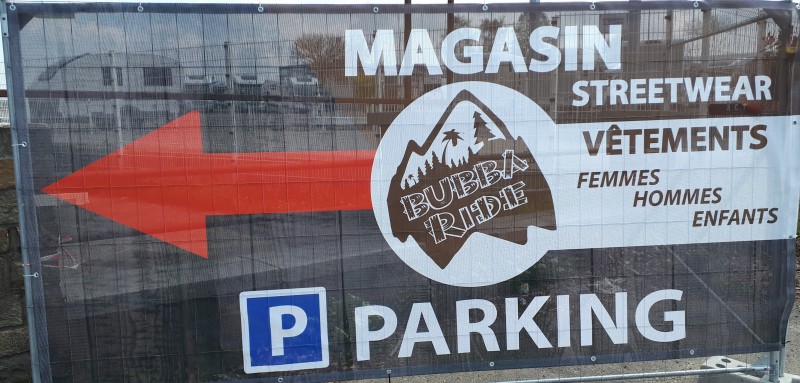 MAGASIN
STREETWEAR
VÊTEMENTS
FEMMES
HOMMES
ENFANTS
BUBBA
RIDE
P PARKING